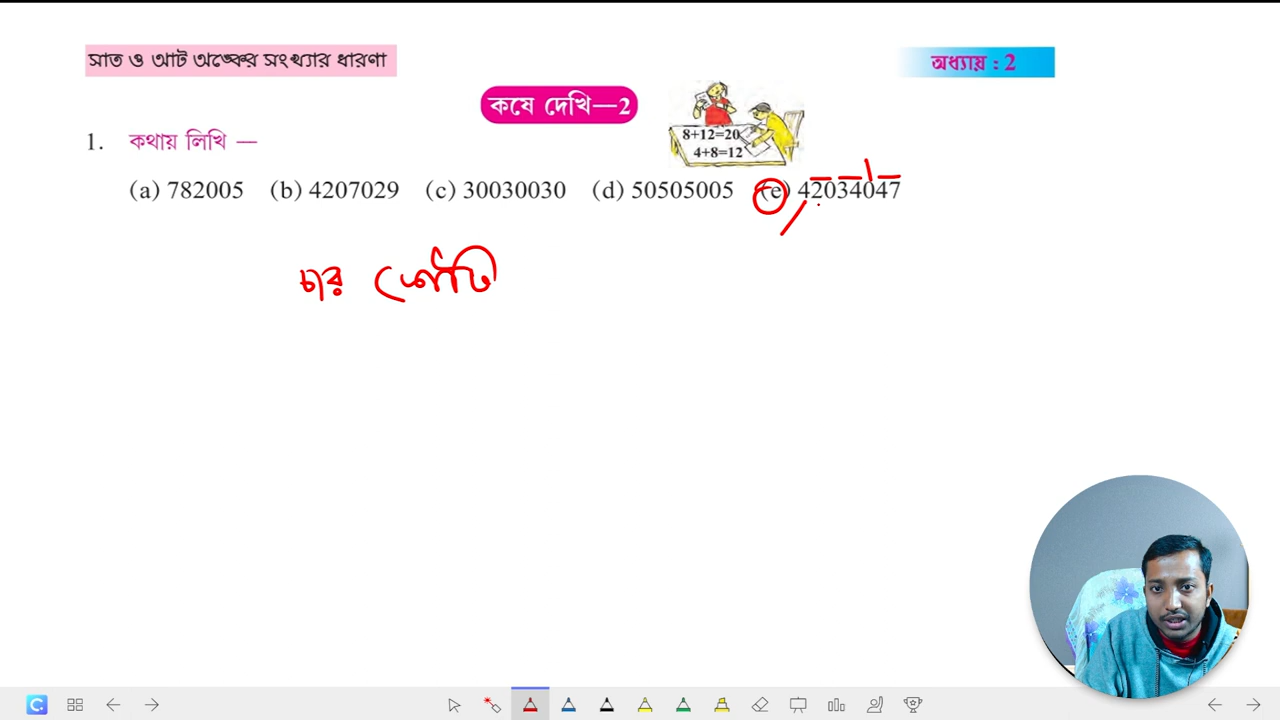 সাত ও আট অঙ্কের সংখ্যার ধারণা
অধ্যায় : 2
কষে দেখি—2
8+12=20
4+8=12
1. কথায় লিখি —
(a) 782005 (b) 4207029 (c) 30030030 (d) 50505005 (e) 42034047
চার কোটি